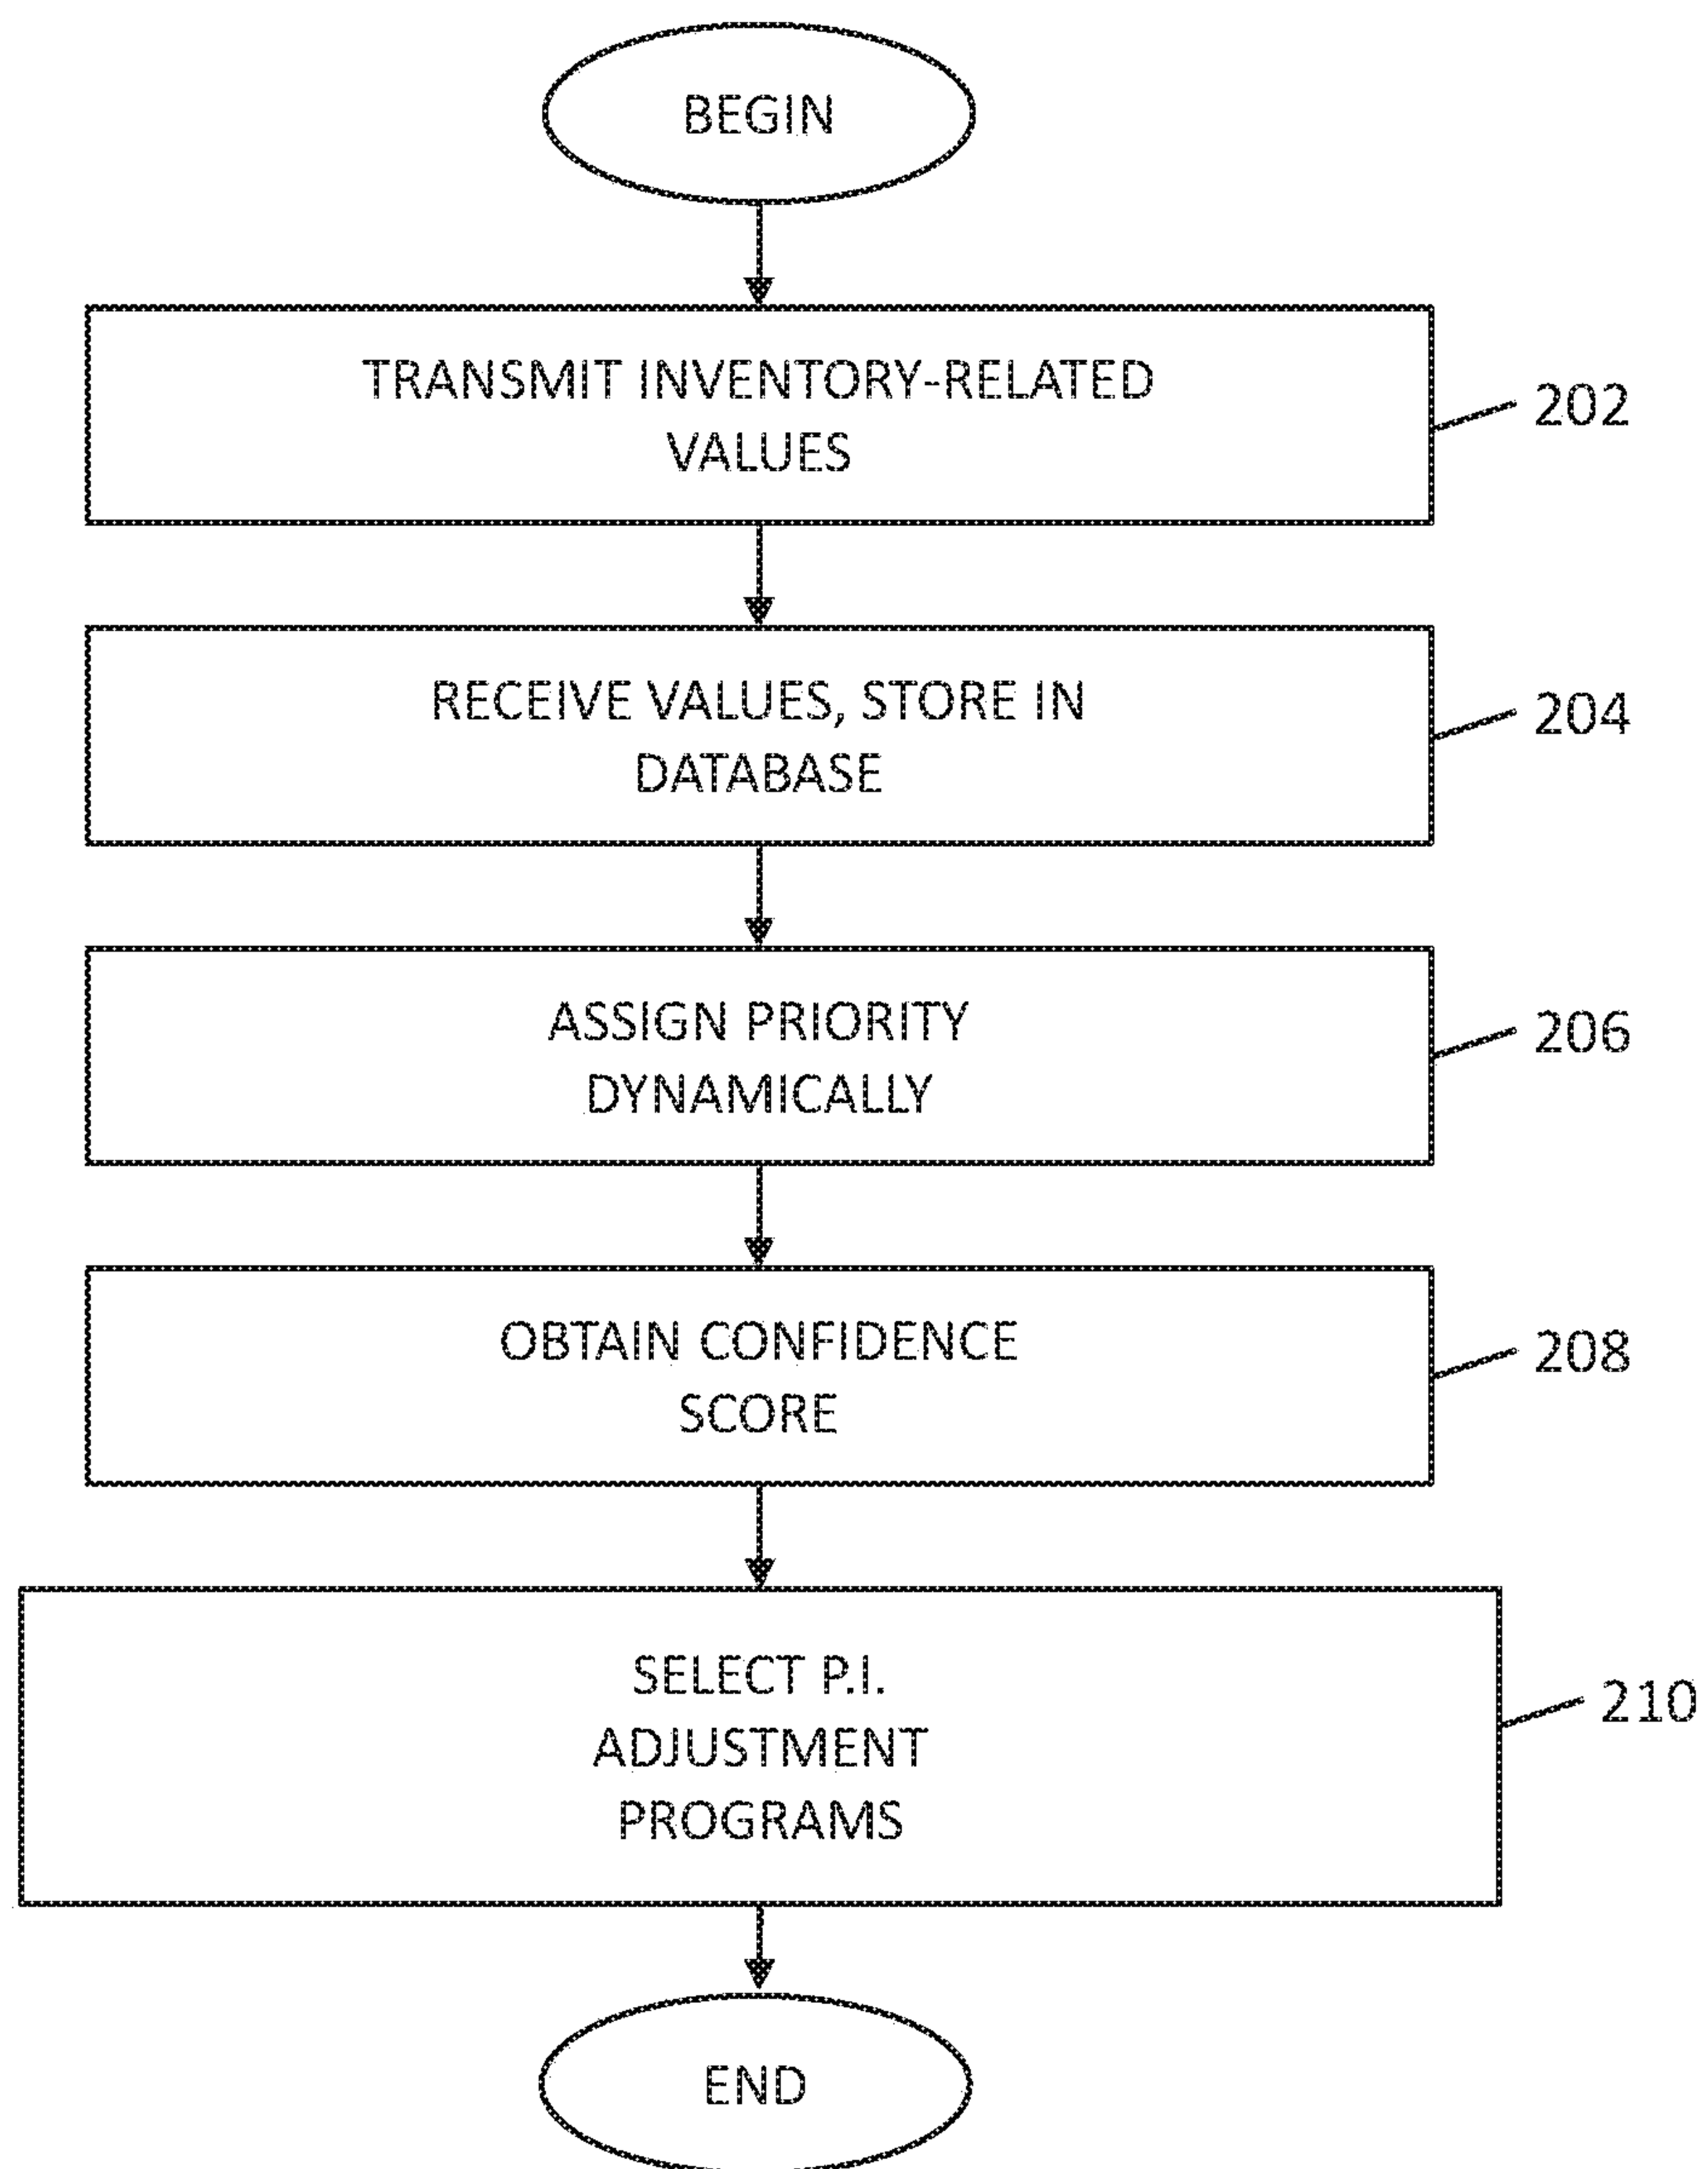 BEGIN
TRANSMIT INVENTORY-RELATED
VALUES
202
RECEIVE VALUES, STORE IN
DATABASE
204
ASSIGN PRIORITY
DYNAMICALLY
206
OBTAIN CONFIDENCE
SCORE
208
SELECT P.I.
ADJUSTMENT
PROGRAMS
210
END